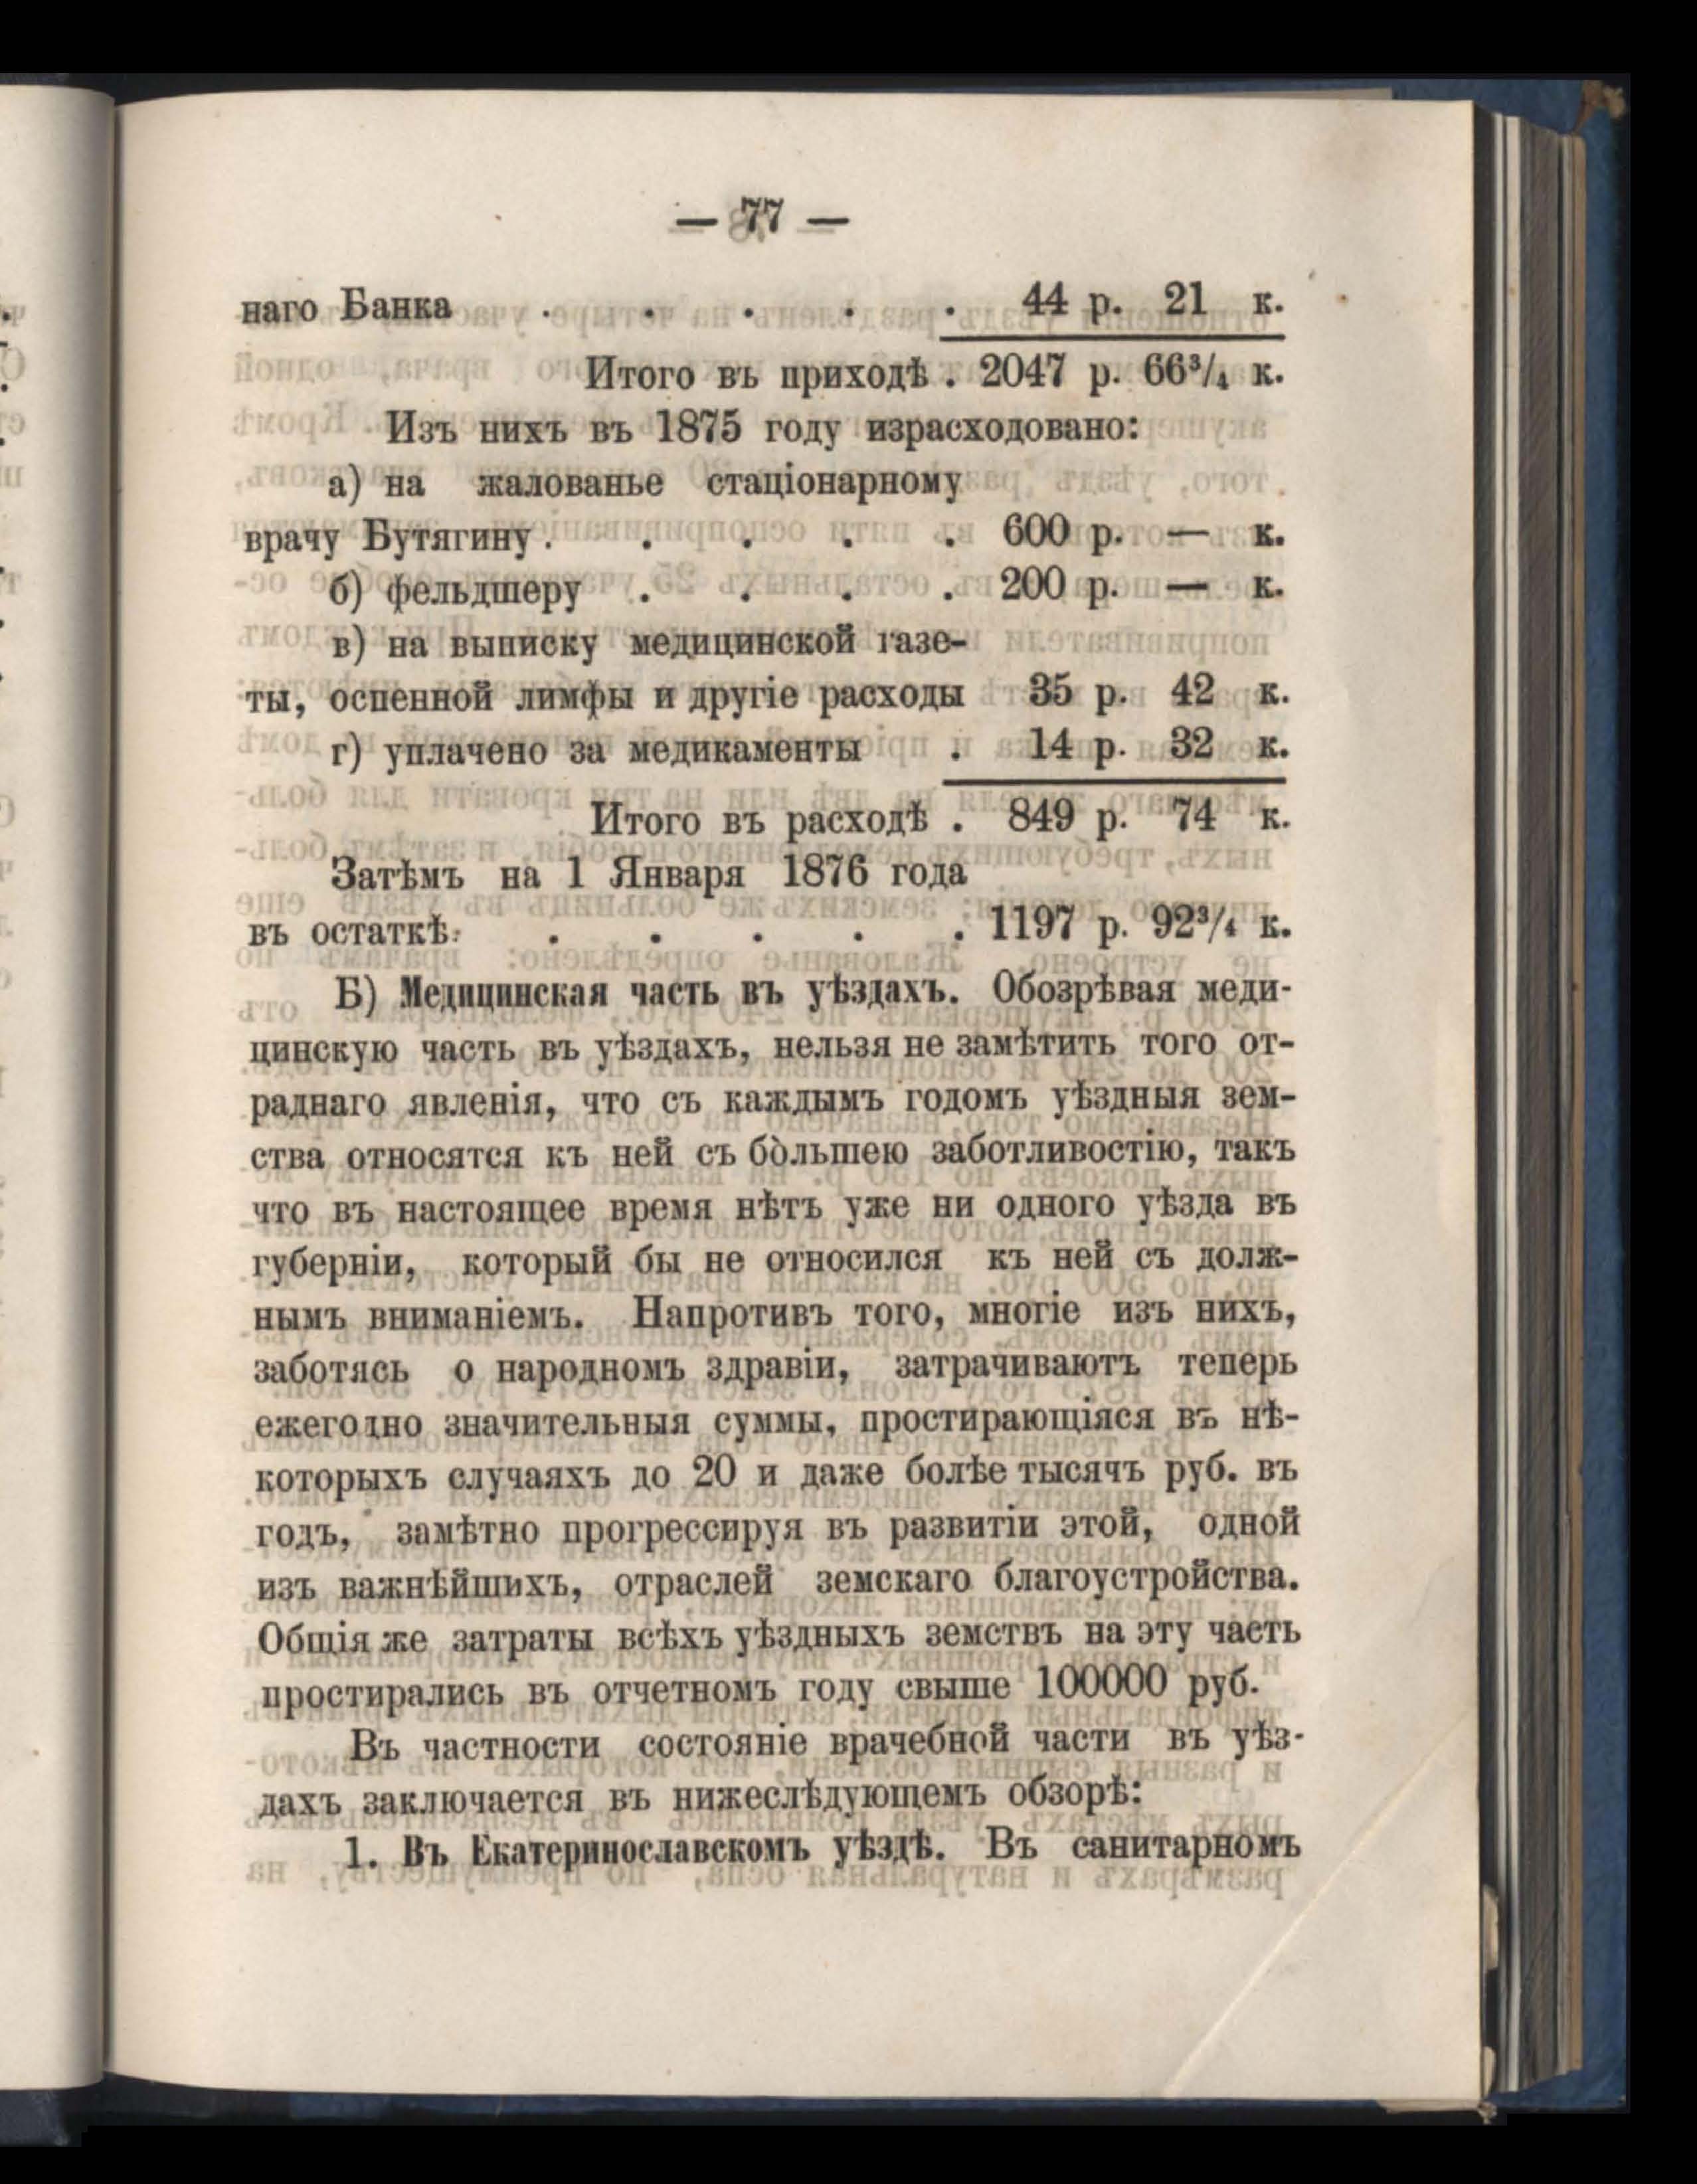 — 77 —
наго Банка . . . . . 44 р. 21 к.
Итого въ приходѣ . 2047 р. 66³/₄ к.
Изъ нихъ въ 1875 году израсходовано:
а) на жалованье стаціонарному
врачу Бутягину . . . . . 600 р. — к.
б) фельдшеру . . . . 200 р. — к.
в) на выписку медицинской газе-
ты, оспенной лимфы и другіе расходы 35 р. 42 к.
г) уплачено за медикаменты . 14 р. 32 к.
Итого въ расходѣ . 849 р. 74 к.
Затѣмъ на 1 Января 1876 года
въ остаткѣ . . . . . . 1197 р. 92³/₄ к.
Б) Медицинская часть въ уѣздахъ. Обозрѣвая меди-
цинскую часть въ уѣздахъ, нельзя не замѣтить того от-
раднаго явленія, что съ каждымъ годомъ уѣздныя зем-
ства относятся къ ней съ бо̀льшею заботливостію, такъ
что въ настоящее время нѣтъ уже ни одного уѣзда въ
губерніи, который бы не относился къ ней съ долж-
нымъ вниманіемъ. Напротивъ того, многіе изъ нихъ,
заботясь о народномъ здравіи, затрачиваютъ теперь
ежегодно значительныя суммы, простирающіяся въ нѣ-
которыхъ случаяхъ до 20 и даже болѣе тысячъ руб. въ
годъ, замѣтно прогрессируя въ развитіи этой, одной
изъ важнѣйшихъ, отраслей земскаго благоустройства.
Общія же затраты всѣхъ уѣздныхъ земствъ на эту часть
простирались въ отчетномъ году свыше 100000 руб.
Въ частности состояніе врачебной части въ уѣз-
дахъ заключается въ нижеслѣдующемъ обзорѣ:
1. Въ Екатеринославскомъ уѣздѣ. Въ санитарномъ